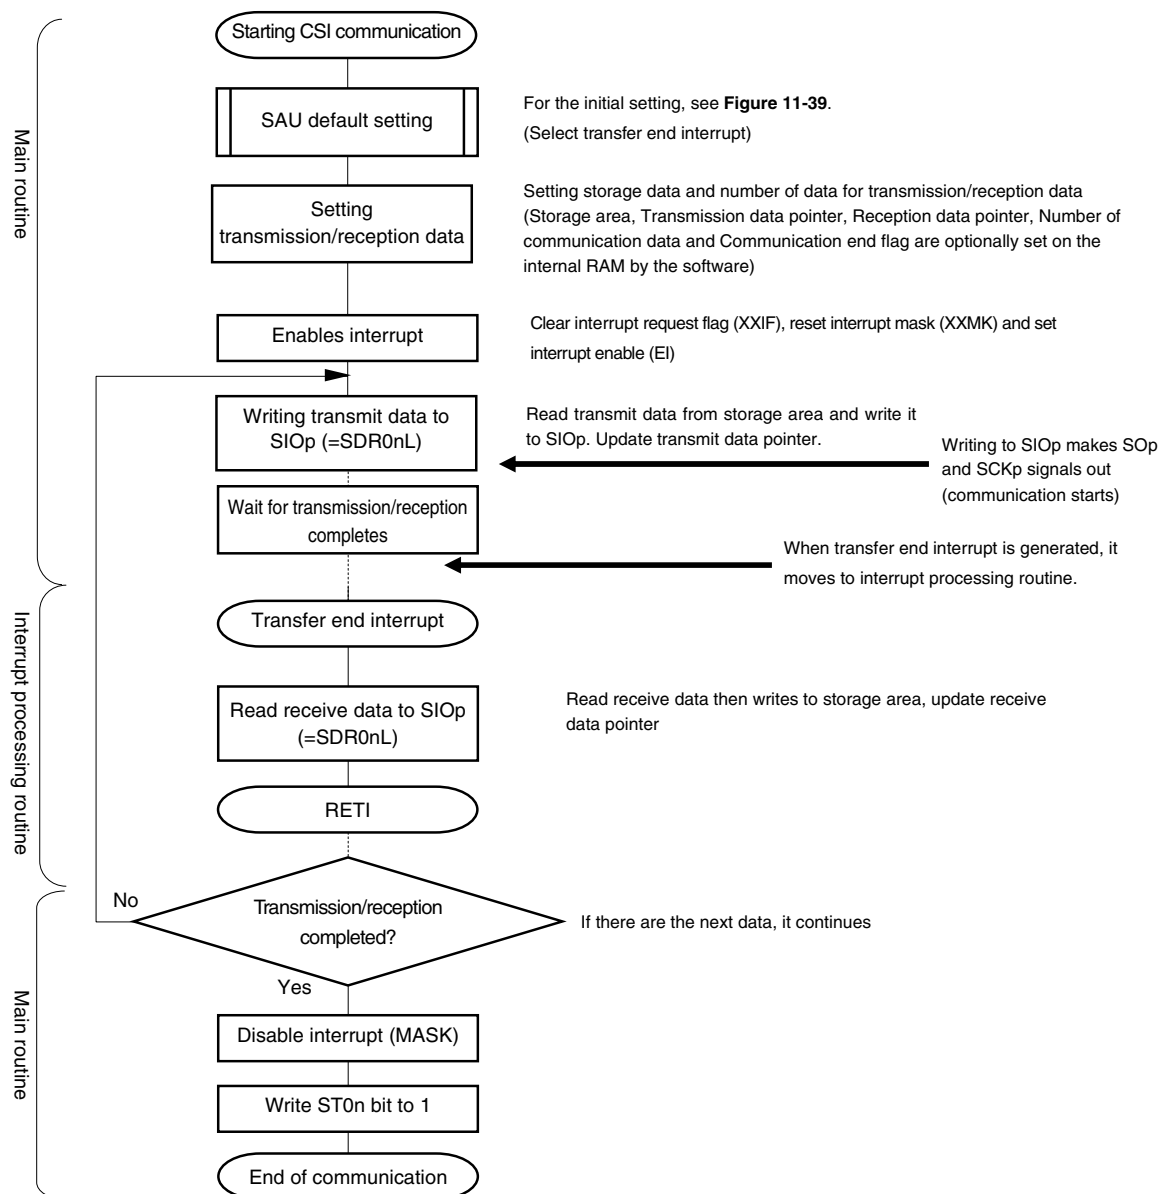 Starting CSI communication
SAU default setting
For the initial setting, see Figure 11-39.
(Select transfer end interrupt)
Main routine
Setting
transmission/reception data
Setting storage data and number of data for transmission/reception data
(Storage area, Transmission data pointer, Reception data pointer, Number of
communication data and Communication end flag are optionally set on the
internal RAM by the software)
Enables interrupt
Clear interrupt request flag (XXIF), reset interrupt mask (XXMK) and set
interrupt enable (EI)
Writing transmit data to
SIOp (=SDR0nL)
Read transmit data from storage area and write it
to SIOp. Update transmit data pointer.
Writing to SIOp makes SOp
and SCKp signals out
(communication starts)
Wait for transmission/reception
completes
When transfer end interrupt is generated, it
moves to interrupt processing routine.
Interrupt processing routine
Transfer end interrupt
Read receive data to SIOp
(=SDR0nL)
Read receive data then writes to storage area, update receive
data pointer
RETI
No
Transmission/reception
completed?
If there are the next data, it continues
Yes
Main routine
Disable interrupt (MASK)
Write ST0n bit to 1
End of communication